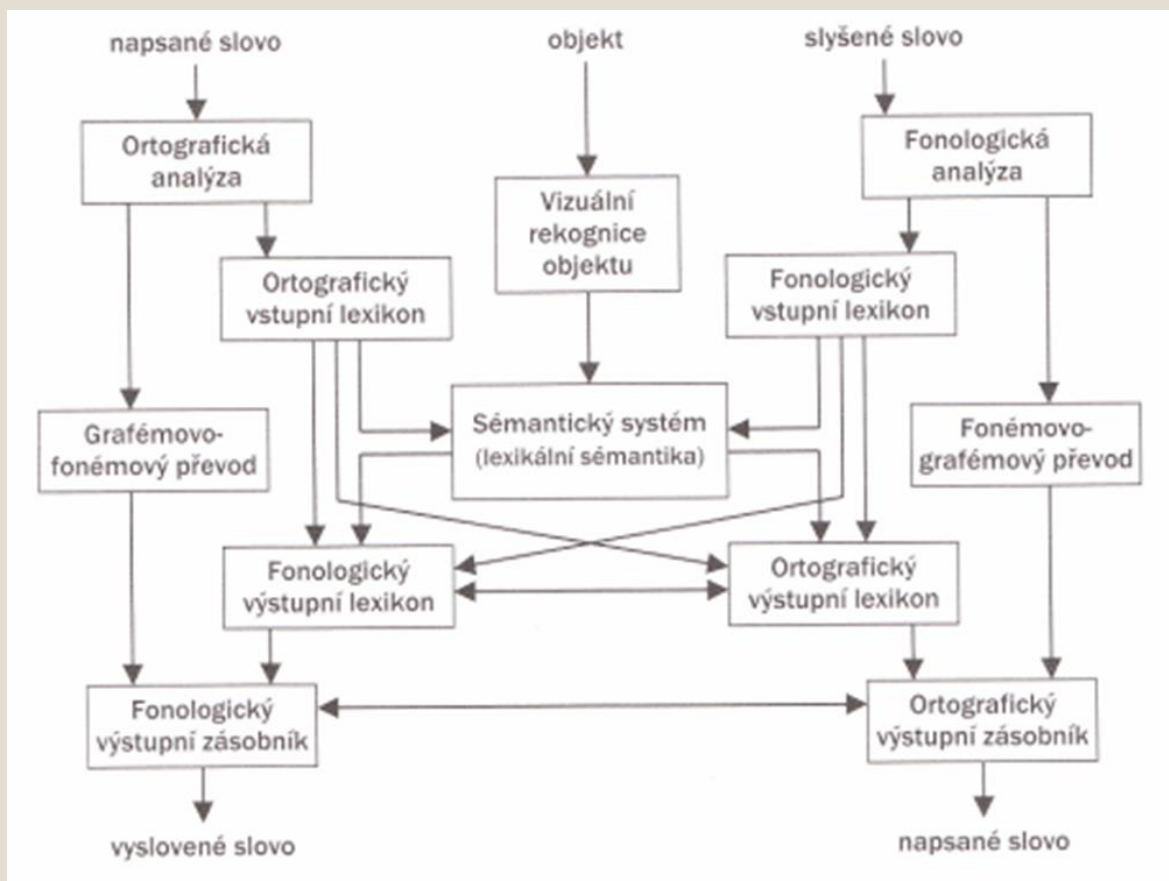 napsané slovo
objekt
slyšené slovo
Ortografická
analýza
Fonologická
analýza
Vizuální
rekognice
objektu
Ortografický
vstupní lexikon
Fonologický
vstupní lexikon
Grafémovo-
fonémový převod
Sémantický systém
(lexikální sémantika)
Fonémovo-
grafémový převod
Fonologický
výstupní lexikon
Ortografický
výstupní lexikon
Fonologický
výstupní zásobník
Ortografický
výstupní zásobník
vyslovené slovo
napsané slovo